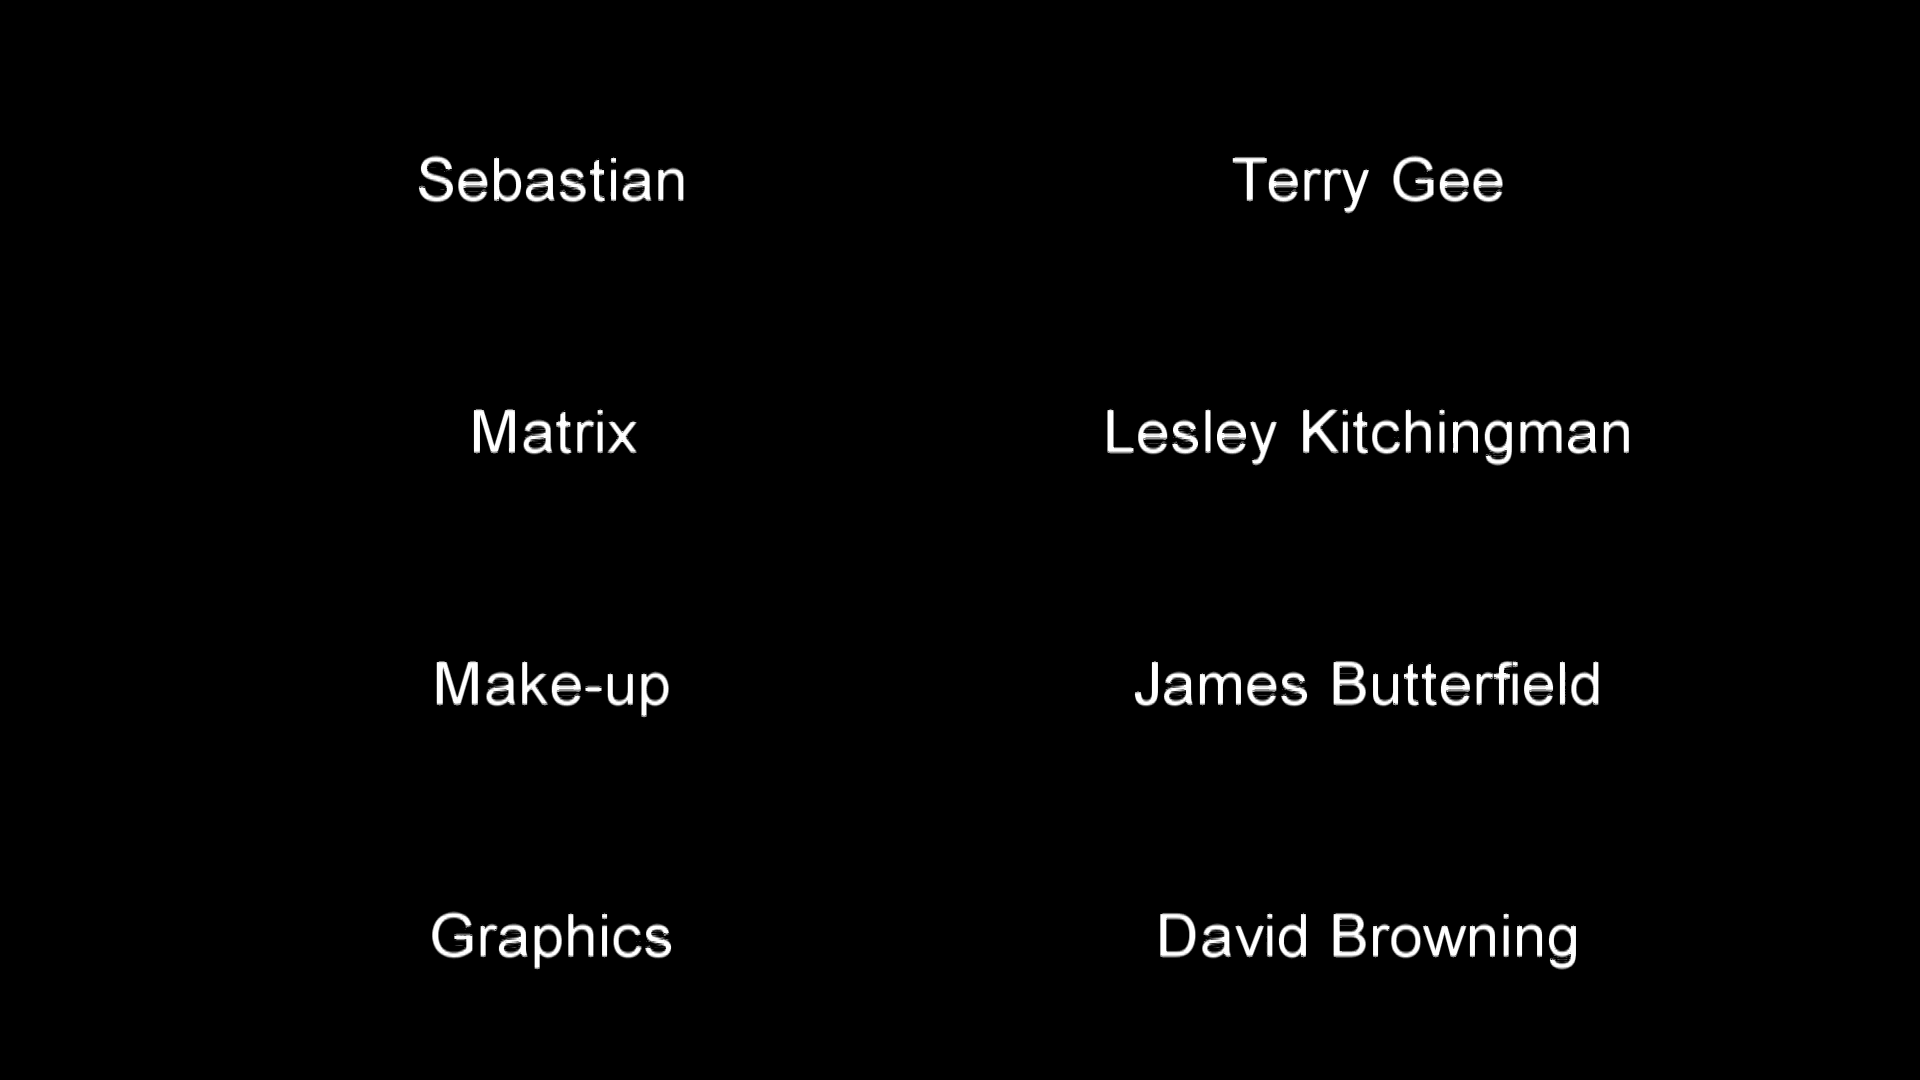 Sebastian Terry Gee
Matrix Lesley Kitchingman
Make-up James Butterfield
Graphics David Browning